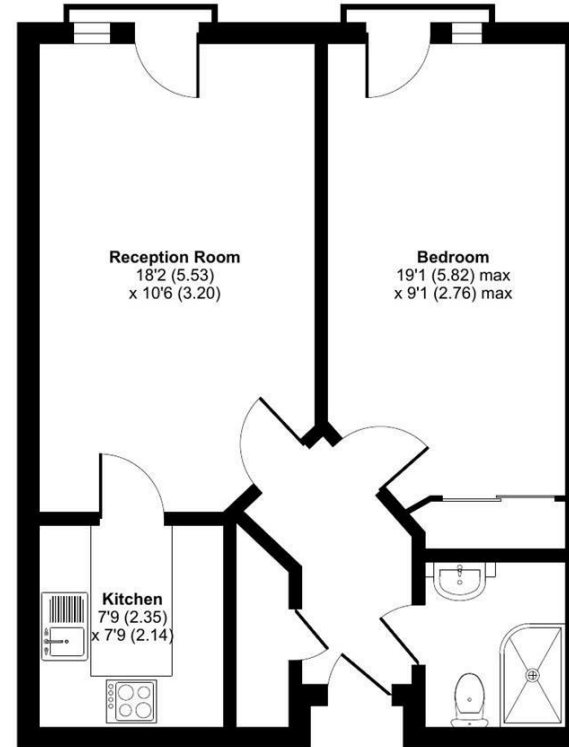 Reception Room
18'2 (5.53)
x 10'6 (3.20)
Bedroom
19'1 (5.82) max
x 9'1 (2.76) max
Kitchen
7'9 (2.35)
x 7'9 (2.14)